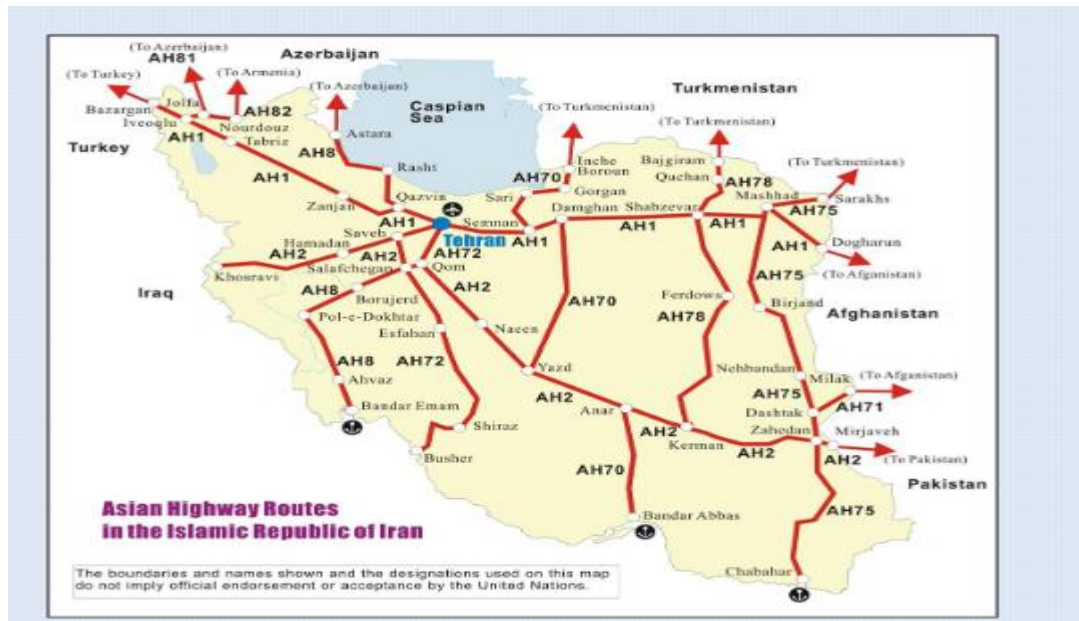 (To Azerbaijan)
AH81
Azerbaijan
(To Turkey)
(To Armenia)
(To Azerbaijan)
Turkmenistan
Jolfa
Bazargan
AH82
Caspian
Sea
(To Turkmenistan)
Iveoglu
Nourdouz
(To Turkmenistan)
AH1
Tabriz
Astara
Turkey
AH8
Inche
Boroun
Bajgiram
(To Turkmenistan)
Rasht
AH70
Quchan
AH78
AH1
Sari
Gorgan
Mashhad
Sarakhs
Zanjan
Qazvin
Semnan
Damghan
Shabzevar
AH75
AH1
Saveh
Tehran
AH1
AH1
AH1
AH1
Dogharun
Hamadan
AH2
AH2
AH72
(To Afganistan)
Khosravi
Salafchegan
Qom
AH75
Iraq
AH8
AH2
Borujerd
AH70
Ferdows
AH78
Birjand
Afghanistan
Pol-e-Dokhtar
Esfahan
Naeen
AH8
AH72
Yazd
Nehbandan
Milak
(To Afganistan)
Ahvaz
AH2
AH75
AH71
Bandar Emam
Anar
Dashtak
Shiraz
AH2
Kerman
Zahedan
Mirjaveh
Busher
AH2
AH2
(To Pakistan)
AH70
Pakistan
Asian Highway Routes
in the Islamic Republic of Iran
Bandar Abbas
AH75
The boundaries and names shown and the designations used on this map
do not imply official endorsement or acceptance by the United Nations.
Chabahar